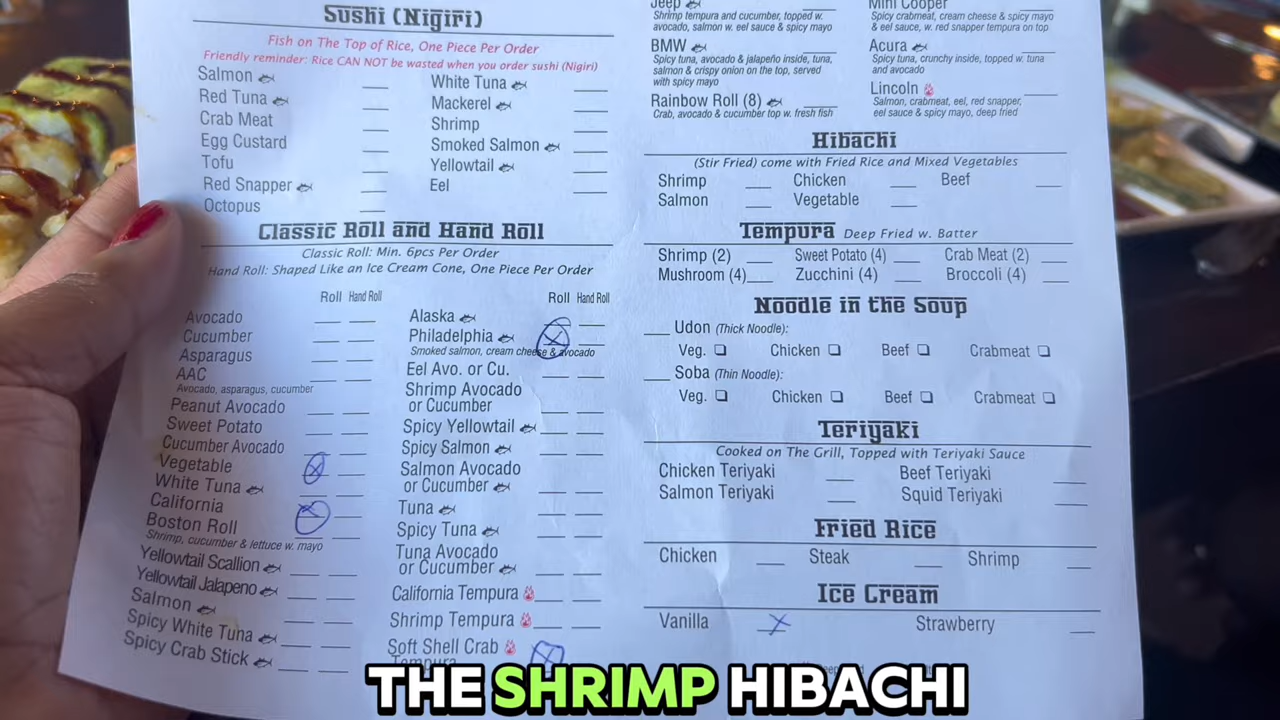 Sushi (Nigiri)
Fish on The Top of Rice, One Piece Per Order
Friendly reminder: Rice CAN NOT be wasted when you order sushi (Nigiri)
Salmon
Red Tuna
Crab Meat
Egg Custard
Tofu
Red Snapper
Octopus
White Tuna
Mackerel
Shrimp
Smoked Salmon
Yellowtail
Eel
Classic Roll and Hand Roll
Classic Roll: Min. 6pcs Per Order
Hand Roll: Shaped Like an Ice Cream Cone, One Piece Per Order
Roll Hand Roll
Avocado
Cucumber
Asparagus
AAC
Avocado, asparagus, cucumber
Peanut Avocado
Sweet Potato
Cucumber Avocado
Vegetable
White Tuna
California
Boston Roll
Shrimp, cucumber & lettuce w. mayo
Yellowtail Scallion
Yellowtail Jalapeno
Salmon
Spicy White Tuna
Spicy Crab Stick
Roll Hand Roll
Alaska
Philadelphia
Smoked salmon, cream cheese & avocado
Eel Avo. or Cu.
Shrimp Avocado
or Cucumber
Spicy Yellowtail
Spicy Salmon
Salmon Avocado
or Cucumber
Tuna
Spicy Tuna
Tuna Avocado
or Cucumber
California Tempura
Shrimp Tempura
Soft Shell Crab
Tempura
Jeep
Shrimp tempura and cucumber, topped w.
avocado, salmon w. eel sauce & spicy mayo
BMW
Spicy tuna, avocado & jalapeño inside, tuna,
salmon & crispy onion on the top, served
with spicy mayo
Rainbow Roll (8)
Crab, avocado & cucumber top w. fresh fish
Mini Cooper
Spicy crabmeat, cream cheese & spicy mayo
& eel sauce, w. red snapper tempura on top
Acura
Spicy tuna, crunchy inside, topped w. tuna
and avocado
Lincoln
Salmon, crabmeat, eel, red snapper,
eel sauce & spicy mayo, deep fried
Hibachi
(Stir Fried) come with Fried Rice and Mixed Vegetables
Shrimp Chicken Beef
Salmon Vegetable
Tempura Deep Fried w. Batter
Shrimp (2) Sweet Potato (4) Crab Meat (2)
Mushroom (4) Zucchini (4) Broccoli (4)
Noodle in the Soup
Udon (Thick Noodle):
Veg. Chicken Beef Crabmeat
Soba (Thin Noodle):
Veg. Chicken Beef Crabmeat
Teriyaki
Cooked on The Grill, Topped with Teriyaki Sauce
Chicken Teriyaki Beef Teriyaki
Salmon Teriyaki Squid Teriyaki
Fried Rice
Chicken Steak Shrimp
Ice Cream
Vanilla Strawberry
THE SHRIMP HIBACHI